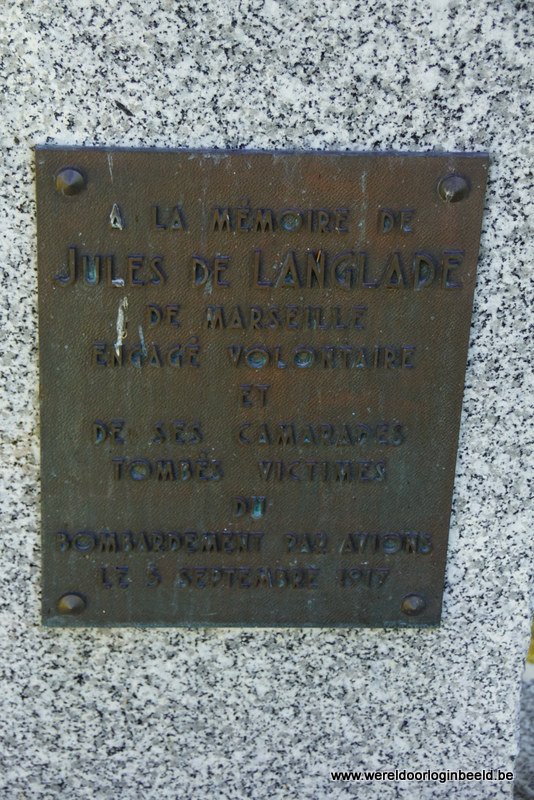 A LA MÉMOIRE DE
JULES DE LANGLADE
DE MARSEILLE
ENGAGÉ VOLONTAIRE
ET
DE SES CAMARADES
TOMBÉS VICTIMES
DU
BOMBARDEMENT PAR AVIONS
LE 5 SEPTEMBRE 1917
www.wereldoorloginbeeld.be